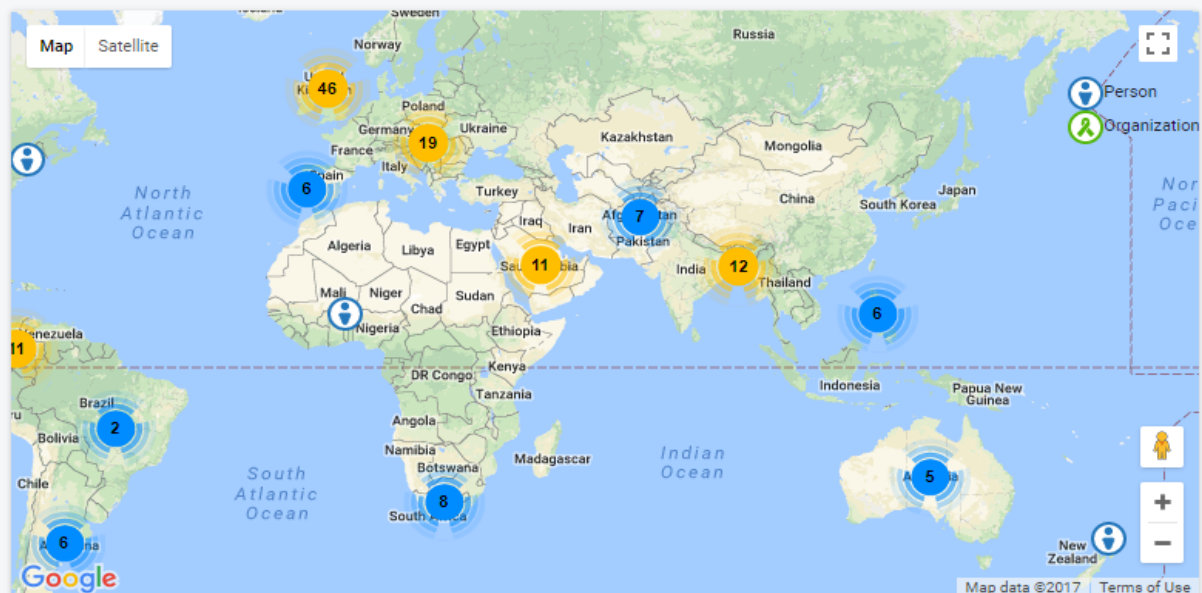 Sweden
Map Satellite
Norway
Russia
Person
46
Organization
Poland
Germany
19
Ukraine
Kazakhstan
Mongolia
France
Italy
6
Turkey
7
China
Japan
South Korea
North
Atlantic
Ocean
Iraq
Iran
Pakistan
Algeria
Libya
Egypt
11
India
12
Thailand
Mali
Niger
Chad
Sudan
Nigeria
Ethiopia
6
11
Kenya
DR Congo
Tanzania
Indonesia
Papua New
Guinea
Brazil
2
Bolivia
Angola
Namibia
Botswana
Madagascar
Indian
Ocean
Chile
South
Atlantic
Ocean
8
5
6
New
Zealand
+
−
Google
Map data ©2017 Terms of Use